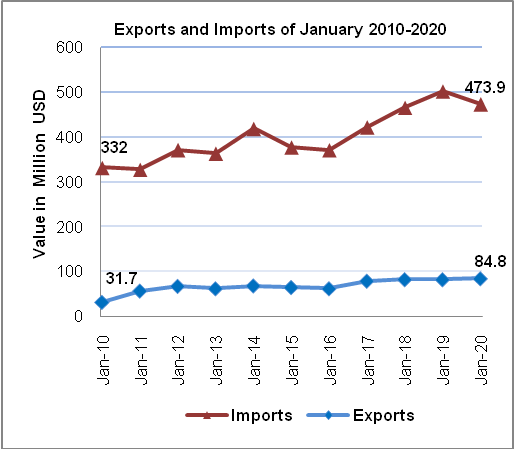 Exports and Imports of January 2010-2020
Value in Million USD
600
500
400
300
200
100
0
332
473.9
31.7
84.8
Jan-10
Jan-11
Jan-12
Jan-13
Jan-14
Jan-15
Jan-16
Jan-17
Jan-18
Jan-19
Jan-20
Imports
Exports